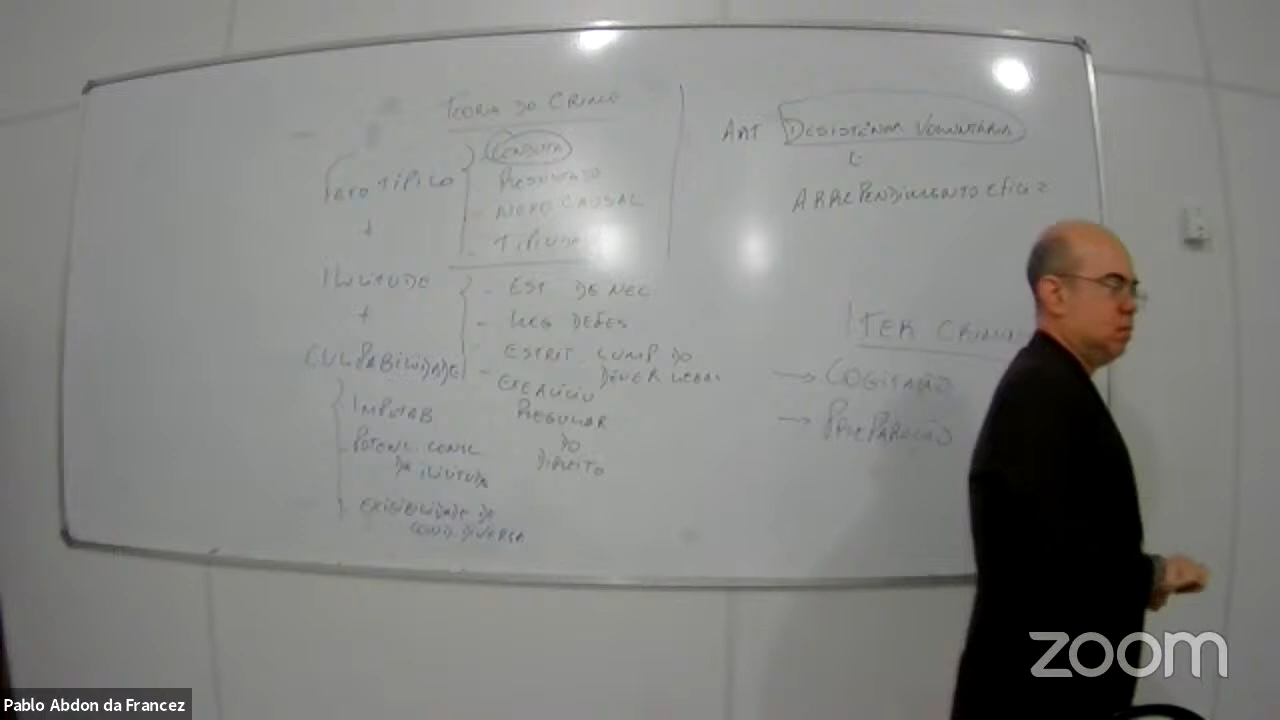 TEORIA DO CRIME
FATO TÍPICO
CONDUTA
RESULTADO
- NEXO CAUSAL
- TIPICIDADE
+
ILICITUDE
- EST. DE NEC
- LEG DEFES
- ESTRIT. CUMP DO
DEVER LEGAL
- EXERCÍCIO
REGULAR
DO
DIREITO
+
CULPABILIDADE
IMPUTAB
POTENC. CONSC
DA ILICITUDE
EXIGIBILIDADE DE
COND. DIVERSA
ART DESISTÊNCIA VOLUNTÁRIA
E
ARREPENDIMENTO EFICAZ
ITER CRIMI
→ COGITAÇÃO
→ PREPARAÇÃO
zoom
Pablo Abdon da Francez